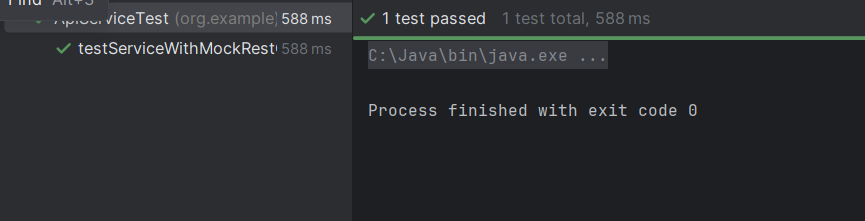 Find Alt+S
ApiServiceTest (org.example) 588 ms
testServiceWithMockRest 588 ms
1 test passed 1 test total, 588 ms
C:\Java\bin\java.exe ...
Process finished with exit code 0